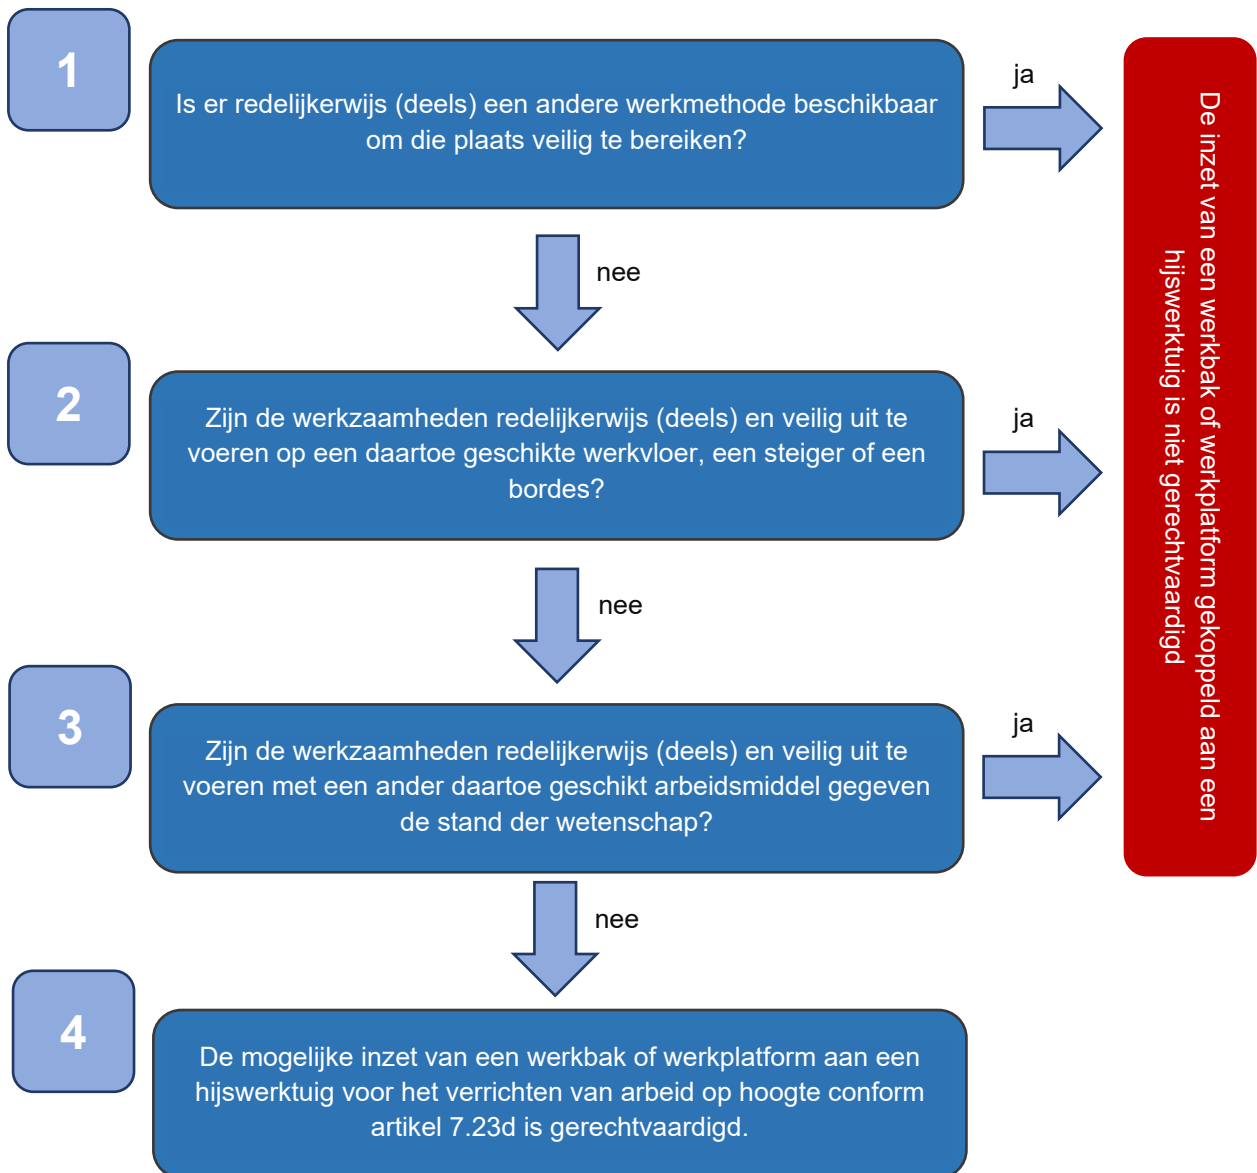 1
Is er redelijkerwijs (deels) een andere werkmethode beschikbaar
om die plaats veilig te bereiken?
ja
nee
2
Zijn de werkzaamheden redelijkerwijs (deels) en veilig uit te
voeren op een daartoe geschikte werkvloer, een steiger of een
bordes?
ja
nee
3
Zijn de werkzaamheden redelijkerwijs (deels) en veilig uit te
voeren met een ander daartoe geschikt arbeidsmiddel gegeven
de stand der wetenschap?
ja
nee
4
De mogelijke inzet van een werkbak of werkplatform aan een
hijswerktuig voor het verrichten van arbeid op hoogte conform
artikel 7.23d is gerechtvaardigd.
De inzet van een werkbak of werkplatform gekoppeld aan een
hijswerktuig is niet gerechtvaardigd